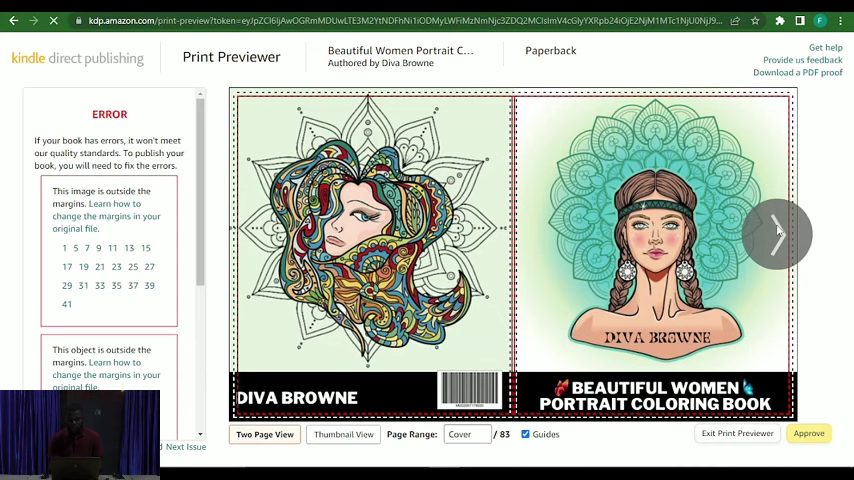 kdp.amazon.com/print-preview?token=
kindle direct publishing
Print Previewer
Beautiful Women Portrait C...
Authored by Diva Browne
Paperback
Get help
Provide us feedback
Download a PDF proof
ERROR
If your book has errors, it won't meet
our quality standards. To publish your
book, you will need to fix the errors.
This image is outside the
margins. Learn how to
change the margins in your
original file.
1 5 7 9 11 13 15
17 19 21 23 25 27
29 31 33 35 37 39
41
This object is outside the
margins. Learn how to
change the margins in your
original file.
Next Issue
DIVA BROWNE
DIVA BROWNE
BEAUTIFUL WOMEN
PORTRAIT COLORING BOOK
Two Page View
Thumbnail View
Page Range:
Cover
/ 83
Guides
Exit Print Previewer
Approve